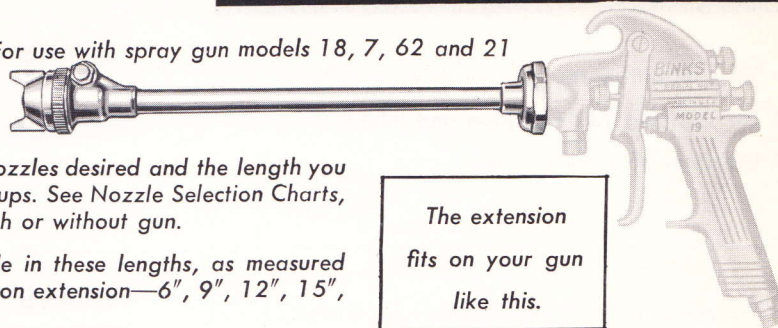 For use with spray gun models 18, 7, 62 and 21
BINKS
MODEL
19
ozzles desired and the length you
ups. See Nozzle Selection Charts,
h or without gun.
e in these lengths, as measured
on extension—6", 9", 12", 15",
The extension
fits on your gun
like this.